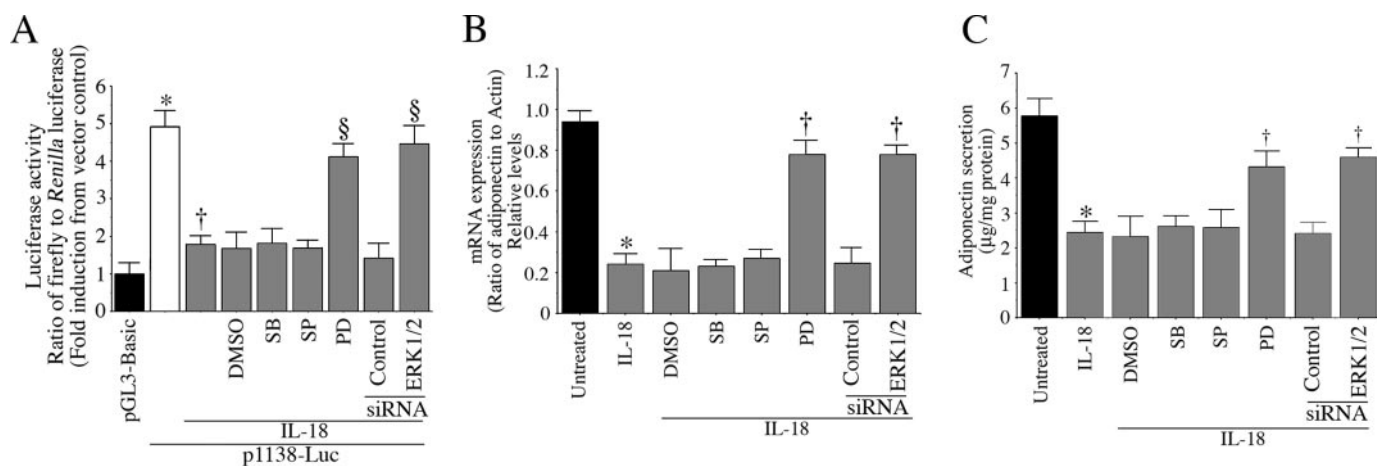 A
Luciferase activity
Ratio of firefly to Renilla luciferase
(Fold induction from vector control)
6
5
4
3
2
1
0
*
†
§
§
pGL3-Basic
DMSO
SB
SP
PD
Control
ERK1/2
siRNA
IL-18
p1138-Luc
B
mRNA expression
(Ratio of adiponectin to Actin)
Relative levels
1.2
1.0
0.8
0.6
0.4
0.2
0
*
†
†
Untreated
IL-18
DMSO
SB
SP
PD
Control
ERK1/2
siRNA
IL-18
C
Adiponectin secretion
(μg/mg protein)
7
6
5
4
3
2
1
0
*
†
†
Untreated
IL-18
DMSO
SB
SP
PD
Control
ERK1/2
siRNA
IL-18